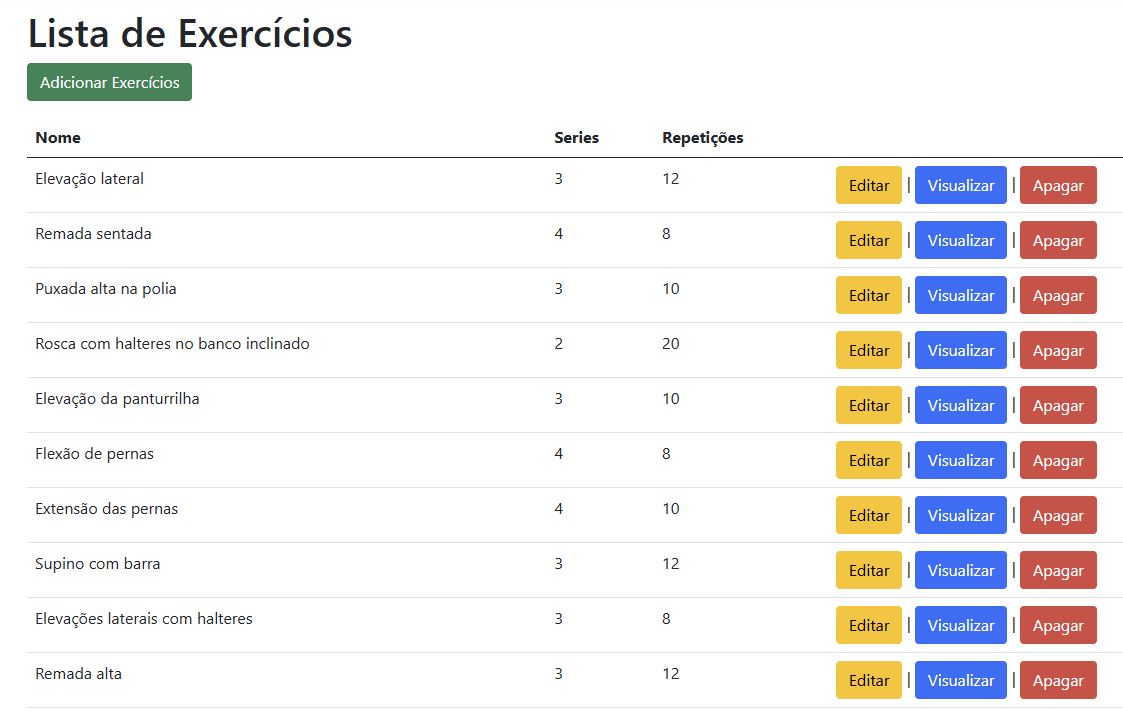 Lista de Exercícios
Adicionar Exercícios
Nome Series Repetições
Elevação lateral 3 12 Editar | Visualizar | Apagar
Remada sentada 4 8 Editar | Visualizar | Apagar
Puxada alta na polia 3 10 Editar | Visualizar | Apagar
Rosca com halteres no banco inclinado 2 20 Editar | Visualizar | Apagar
Elevação da panturrilha 3 10 Editar | Visualizar | Apagar
Flexão de pernas 4 8 Editar | Visualizar | Apagar
Extensão das pernas 4 10 Editar | Visualizar | Apagar
Supino com barra 3 12 Editar | Visualizar | Apagar
Elevações laterais com halteres 3 8 Editar | Visualizar | Apagar
Remada alta 3 12 Editar | Visualizar | Apagar